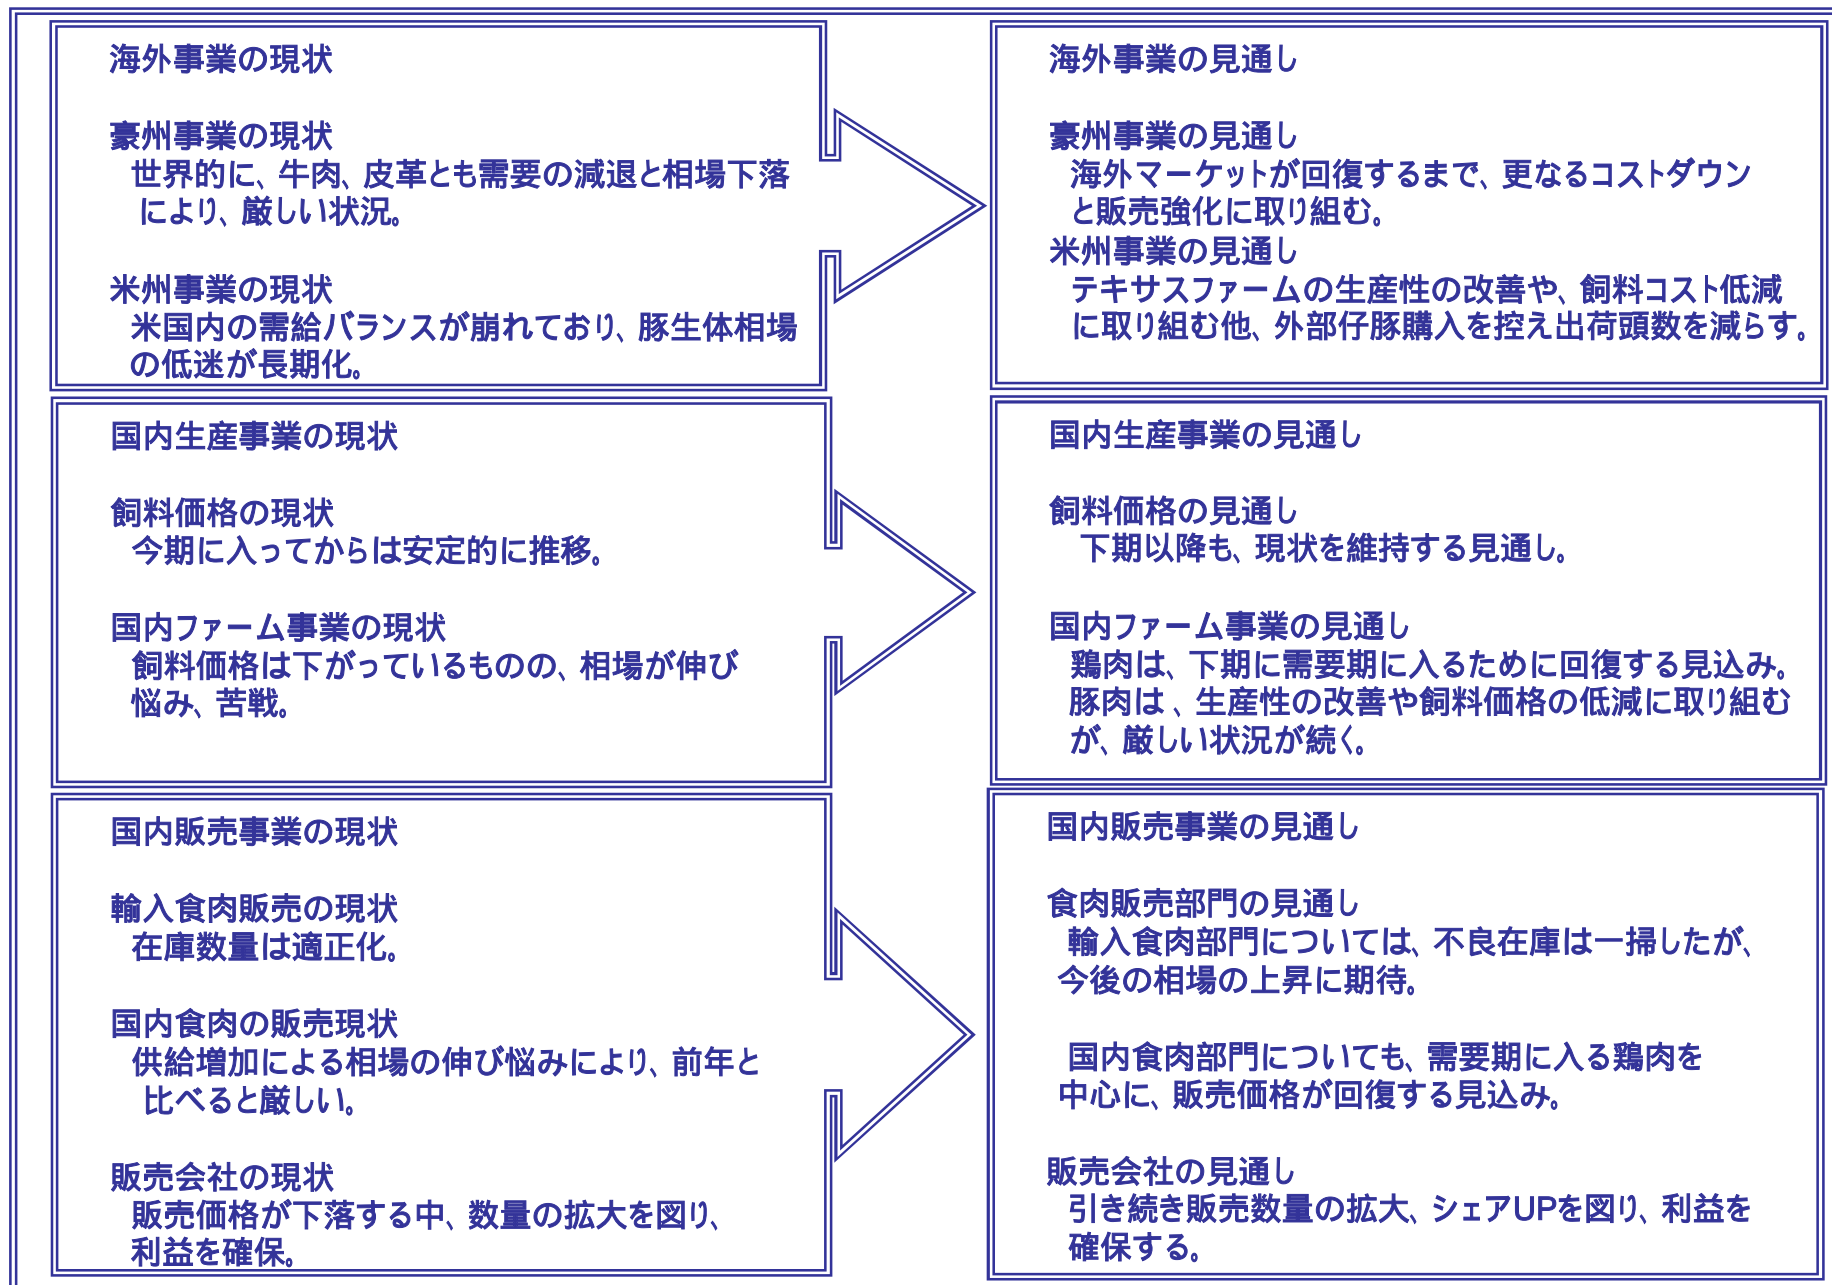 海外事業の現状
豪州事業の現状
世界的に、牛肉、皮革とも需要の減退と相場下落
により、厳しい状況。
米州事業の現状
米国内の需給バランスが崩れており、豚生体相場
の低迷が長期化。
海外事業の見通し
豪州事業の見通し
海外マーケットが回復するまで、更なるコストダウン
と販売強化に取り組む。
米州事業の見通し
テキサスファームの生産性の改善や、飼料コスト低減
に取り組む他、外部仔豚購入を控え出荷頭数を減らす。
国内生産事業の現状
飼料価格の現状
今期に入ってからは安定的に推移。
国内ファーム事業の現状
飼料価格は下がっているものの、相場が伸び
悩み、苦戦。
国内生産事業の見通し
飼料価格の見通し
下期以降も、現状を維持する見通し。
国内ファーム事業の見通し
鶏肉は、下期に需要期に入るために回復する見込み。
豚肉は、生産性の改善や飼料価格の低減に取り組む
が、厳しい状況が続く。
国内販売事業の現状
輸入食肉販売の現状
在庫数量は適正化。
国内食肉の販売現状
供給増加による相場の伸び悩みにより、前年と
比べると厳しい。
販売会社の現状
販売価格が下落する中、数量の拡大を図り、
利益を確保。
国内販売事業の見通し
食肉販売部門の見通し
輸入食肉部門については、不良在庫は一掃したが、
今後の相場の上昇に期待。
国内食肉部門についても、需要期に入る鶏肉を
中心に、販売価格が回復する見込み。
販売会社の見通し
引き続き販売数量の拡大、シェアUPを図り、利益を
確保する。